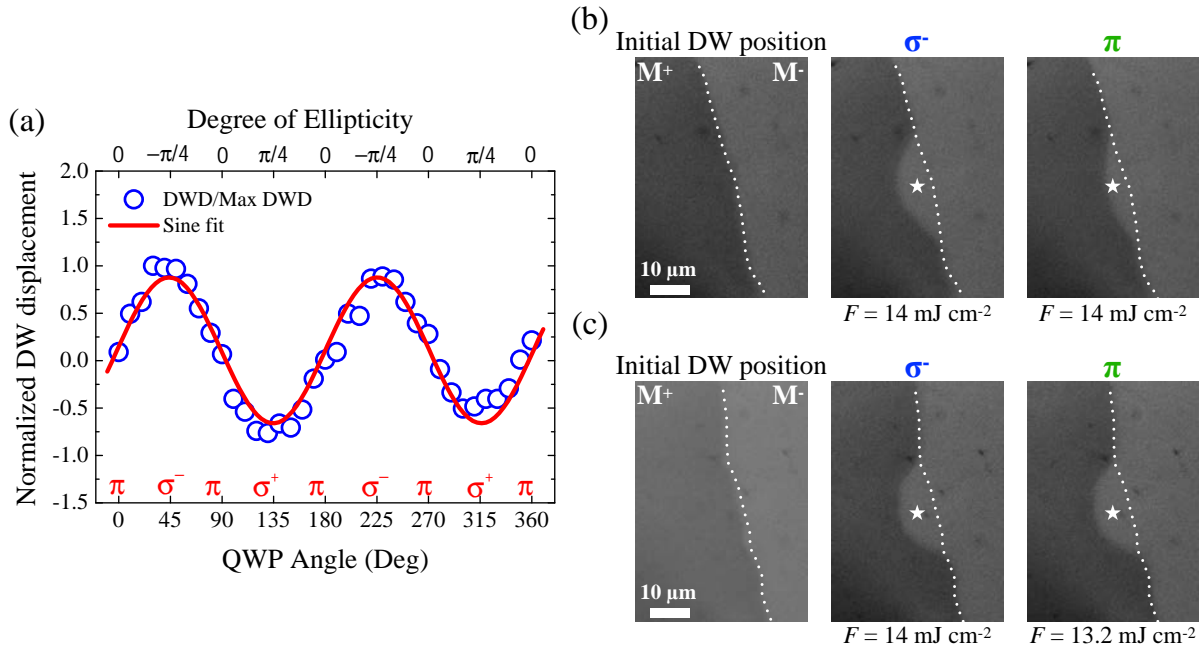 (a)
Degree of Ellipticity
0 −π/4 0 π/4 0 −π/4 0 π/4 0
2.0
1.5
1.0
0.5
0.0
-0.5
-1.0
-1.5
Normalized DW displacement
DWD/Max DWD
Sine fit
π σ⁻ π σ⁺ π σ⁻ π σ⁺ π
0 45 90 135 180 225 270 315 360
QWP Angle (Deg)
(b)
Initial DW position σ⁻ π
M⁺ M⁻
10 µm
F = 14 mJ cm⁻² F = 14 mJ cm⁻²
(c)
Initial DW position σ⁻ π
M⁺ M⁻
10 µm
F = 14 mJ cm⁻² F = 13.2 mJ cm⁻²